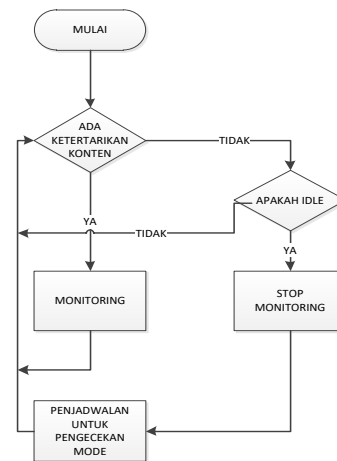 MULAI
ADA
KETERTARIKAN
KONTEN
TIDAK
APAKAH IDLE
YA
TIDAK
YA
MONITORING
STOP
MONITORING
PENJADWALAN
UNTUK
PENGECEKAN
MODE